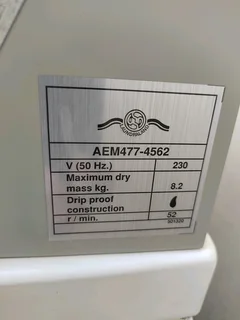 AEM477-4562
V (50 Hz.) 230
Maximum dry
mass kg. 8.2
Drip proof
construction
r / min. 52